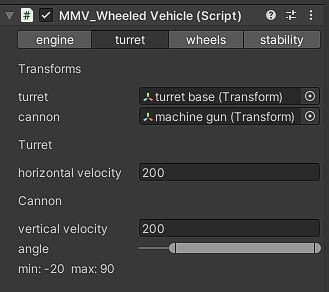 MMV_Wheeled Vehicle (Script)
engine turret wheels stability
Transforms
turret turret base (Transform)
cannon machine gun (Transform)
Turret
horizontal velocity 200
Cannon
vertical velocity 200
angle
min: -20 max: 90